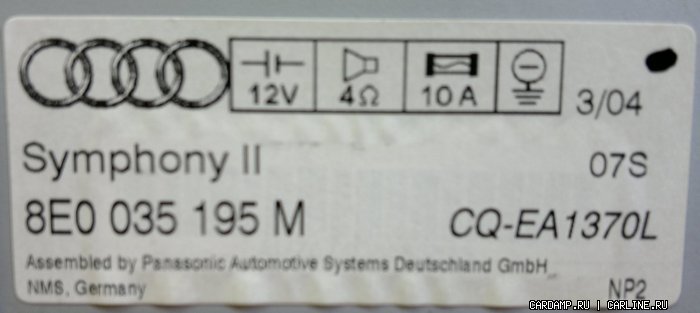 12V 4Ω 10A 3/04
Symphony II 07S
8E0 035 195 M CQ-EA1370L
Assembled by Panasonic Automotive Systems Deutschland GmbH
NMS, Germany NP2
CARDAMP.RU | CARLINE.RU